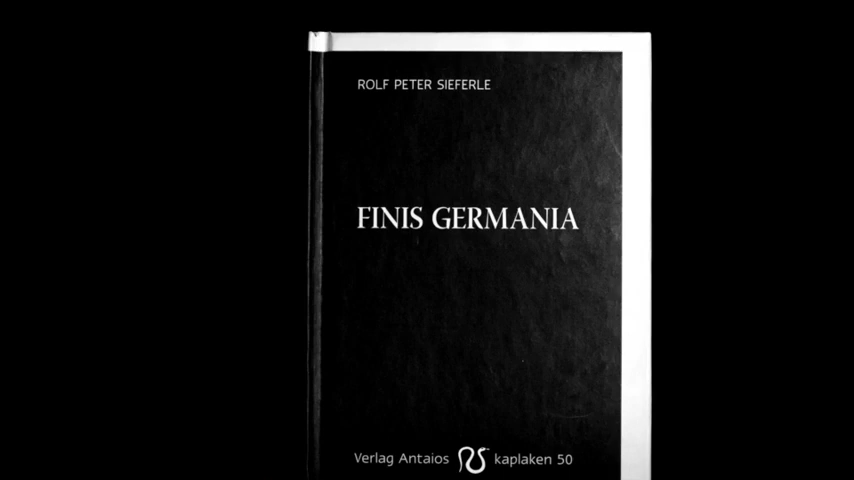 ROLF PETER SIEFERLE
FINIS GERMANIA
Verlag Antaios kaplaken 50